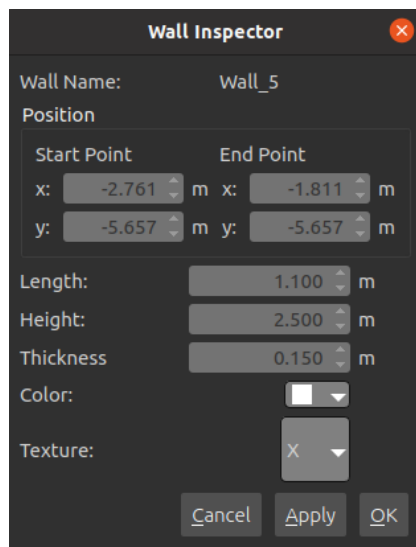 Wall Inspector
Wall Name: Wall_5
Position
Start Point End Point
x: -2.761 m x: -1.811 m
y: -5.657 m y: -5.657 m
Length: 1.100 m
Height: 2.500 m
Thickness 0.150 m
Color:
Texture: X
Cancel Apply OK